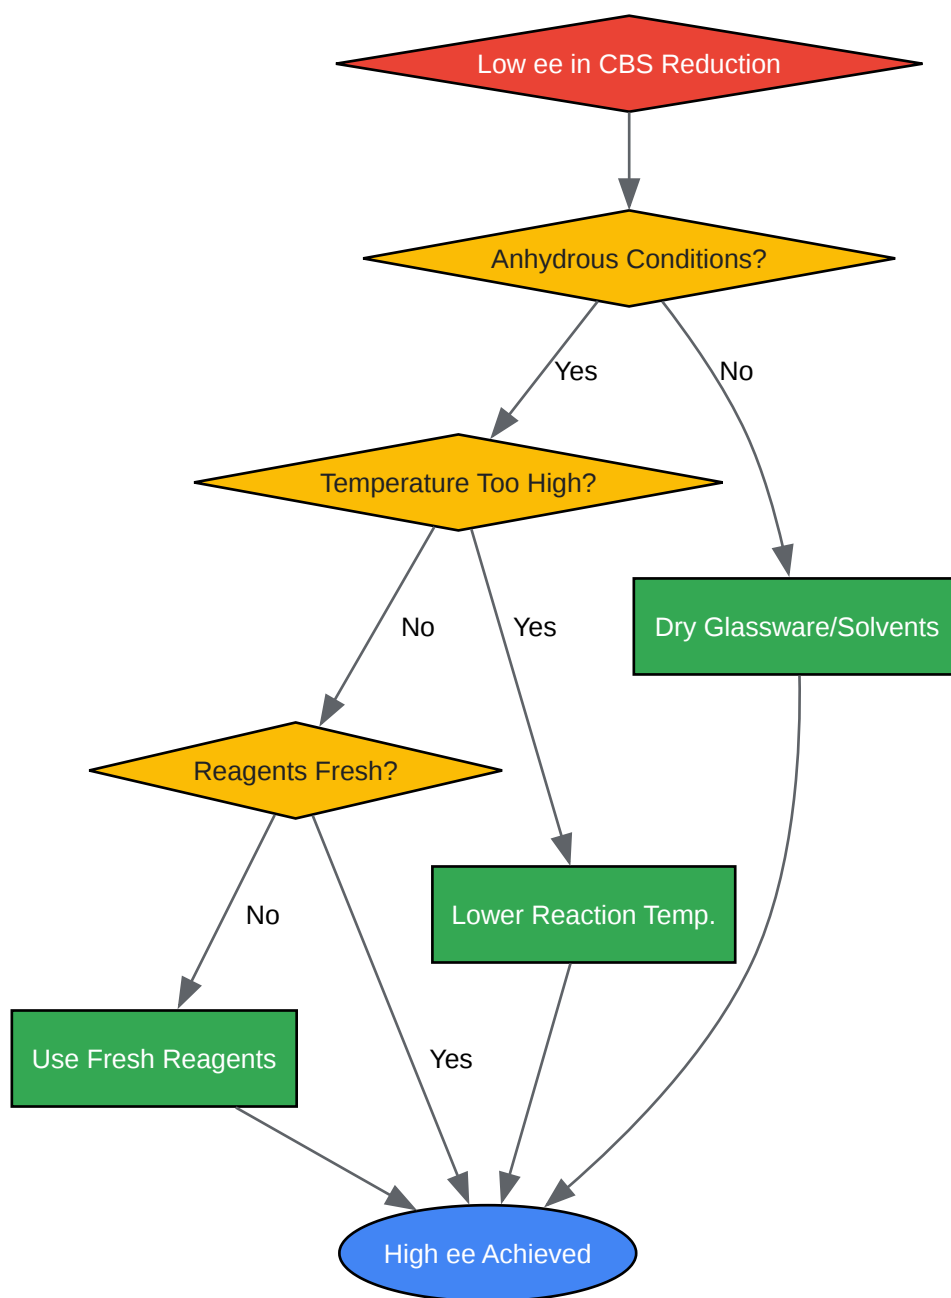 Low ee in CBS Reduction
Anhydrous Conditions?
Yes
No
Temperature Too High?
No
Yes
Dry Glassware/Solvents
Reagents Fresh?
No
Lower Reaction Temp.
Use Fresh Reagents
Yes
High ee Achieved